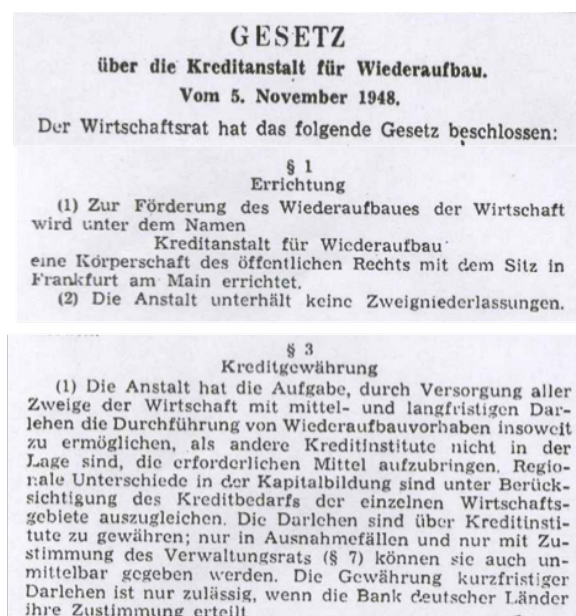 GESETZ
über die Kreditanstalt für Wiederaufbau.
Vom 5. November 1948.
Der Wirtschaftsrat hat das folgende Gesetz beschlossen:
§ 1
Errichtung
(1) Zur Förderung des Wiederaufbaues der Wirtschaft
wird unter dem Namen
Kreditanstalt für Wiederaufbau
eine Körperschaft des öffentlichen Rechts mit dem Sitz in
Frankfurt am Main errichtet.
(2) Die Anstalt unterhält keine Zweigniederlassungen.
§ 3
Kreditgewährung
(1) Die Anstalt hat die Aufgabe, durch Versorgung aller
Zweige der Wirtschaft mit mittel- und langfristigen Dar-
lehen die Durchführung von Wiederaufbauvorhaben insoweit
zu ermöglichen, als andere Kreditinstitute nicht in der
Lage sind, die erforderlichen Mittel aufzubringen. Regio-
nale Unterschiede in der Kapitalbildung sind unter Berück-
sichtigung des Kreditbedarfs der einzelnen Wirtschafts-
gebiete auszugleichen. Die Darlehen sind über Kreditinsti-
tute zu gewähren; nur in Ausnahmefällen und nur mit Zu-
stimmung des Verwaltungsrats (§ 7) können sie auch un-
mittelbar gegeben werden. Die Gewährung kurzfristiger
Darlehen ist nur zulässig, wenn die Bank deutscher Länder
ihre Zustimmung erteilt